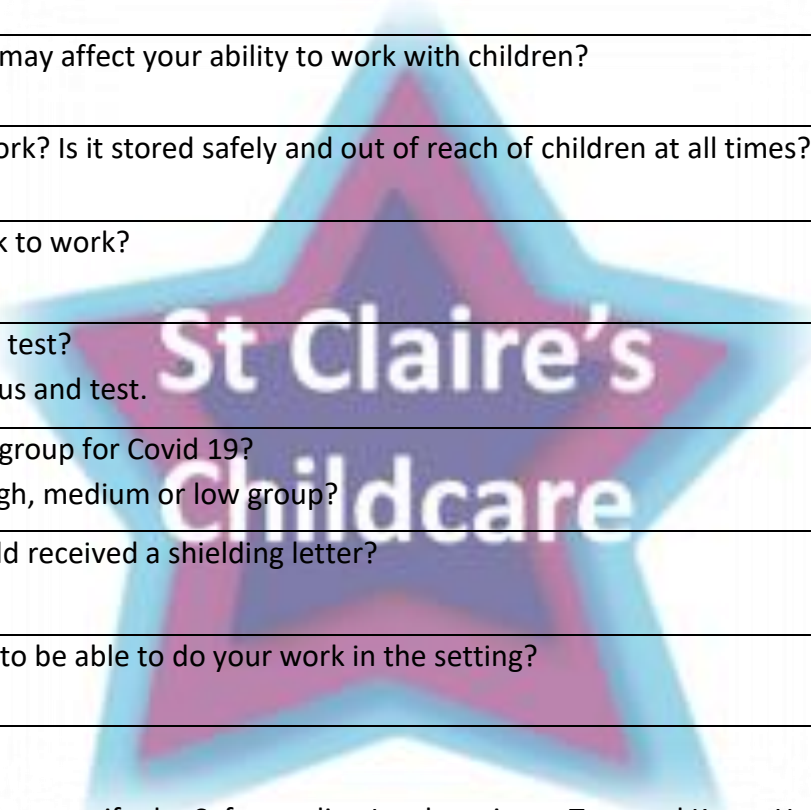 may affect your ability to work with children?
ork? Is it stored safely and out of reach of children at all times?
k to work?
test?
us and test.
St Claire's
group for Covid 19?
gh, medium or low group?
Childcare
ld received a shielding letter?
to be able to do your work in the setting?